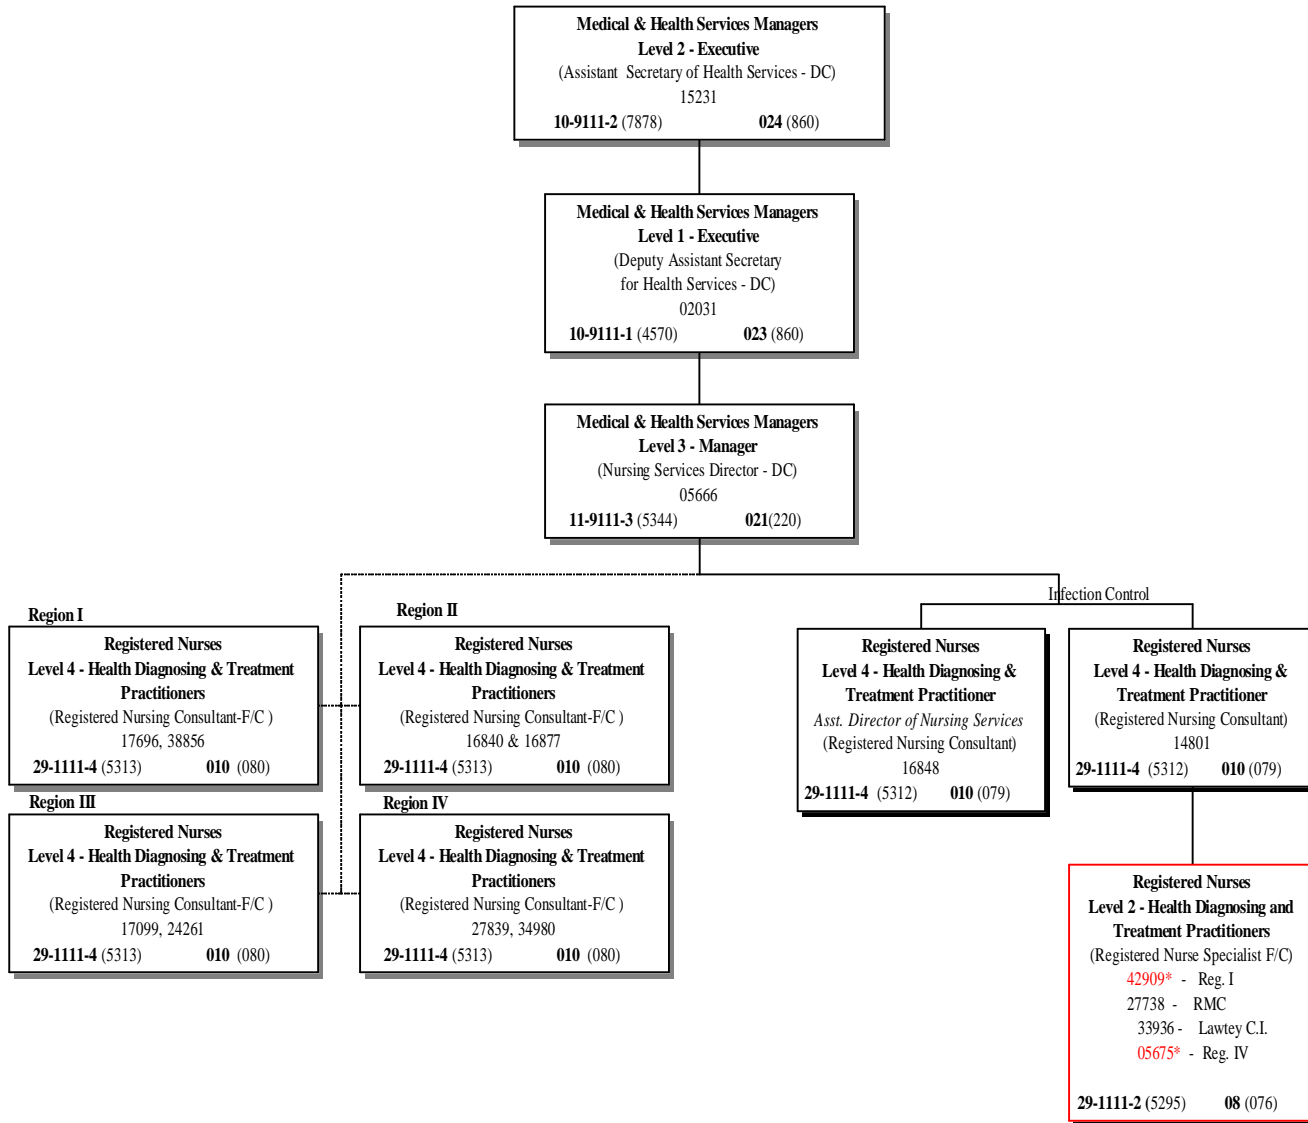 Medical & Health Services Managers
Level 2 - Executive
(Assistant Secretary of Health Services - DC)
15231
10-9111-2 (7878) 024 (860)
Medical & Health Services Managers
Level 1 - Executive
(Deputy Assistant Secretary
for Health Services - DC)
02031
10-9111-1 (4570) 023 (860)
Medical & Health Services Managers
Level 3 - Manager
(Nursing Services Director - DC)
05666
11-9111-3 (5344) 021(220)
Region I
Registered Nurses
Level 4 - Health Diagnosing & Treatment
Practitioners
(Registered Nursing Consultant-F/C )
17696, 38856
29-1111-4 (5313) 010 (080)
Region II
Registered Nurses
Level 4 - Health Diagnosing & Treatment
Practitioners
(Registered Nursing Consultant-F/C )
16840 & 16877
29-1111-4 (5313) 010 (080)
Region III
Registered Nurses
Level 4 - Health Diagnosing & Treatment
Practitioners
(Registered Nursing Consultant-F/C )
17099, 24261
29-1111-4 (5313) 010 (080)
Region IV
Registered Nurses
Level 4 - Health Diagnosing & Treatment
Practitioners
(Registered Nursing Consultant-F/C )
27839, 34980
29-1111-4 (5313) 010 (080)
Infection Control
Registered Nurses
Level 4 - Health Diagnosing &
Treatment Practitioner
Asst. Director of Nursing Services
(Registered Nursing Consultant)
16848
29-1111-4 (5312) 010 (079)
Registered Nurses
Level 4 - Health Diagnosing &
Treatment Practitioner
(Registered Nursing Consultant)
14801
29-1111-4 (5312) 010 (079)
Registered Nurses
Level 2 - Health Diagnosing and
Treatment Practitioners
(Registered Nurse Specialist F/C)
42909* - Reg. I
27738 - RMC
33936 - Lawtey C.I.
05675* - Reg. IV
29-1111-2 (5295) 08 (076)